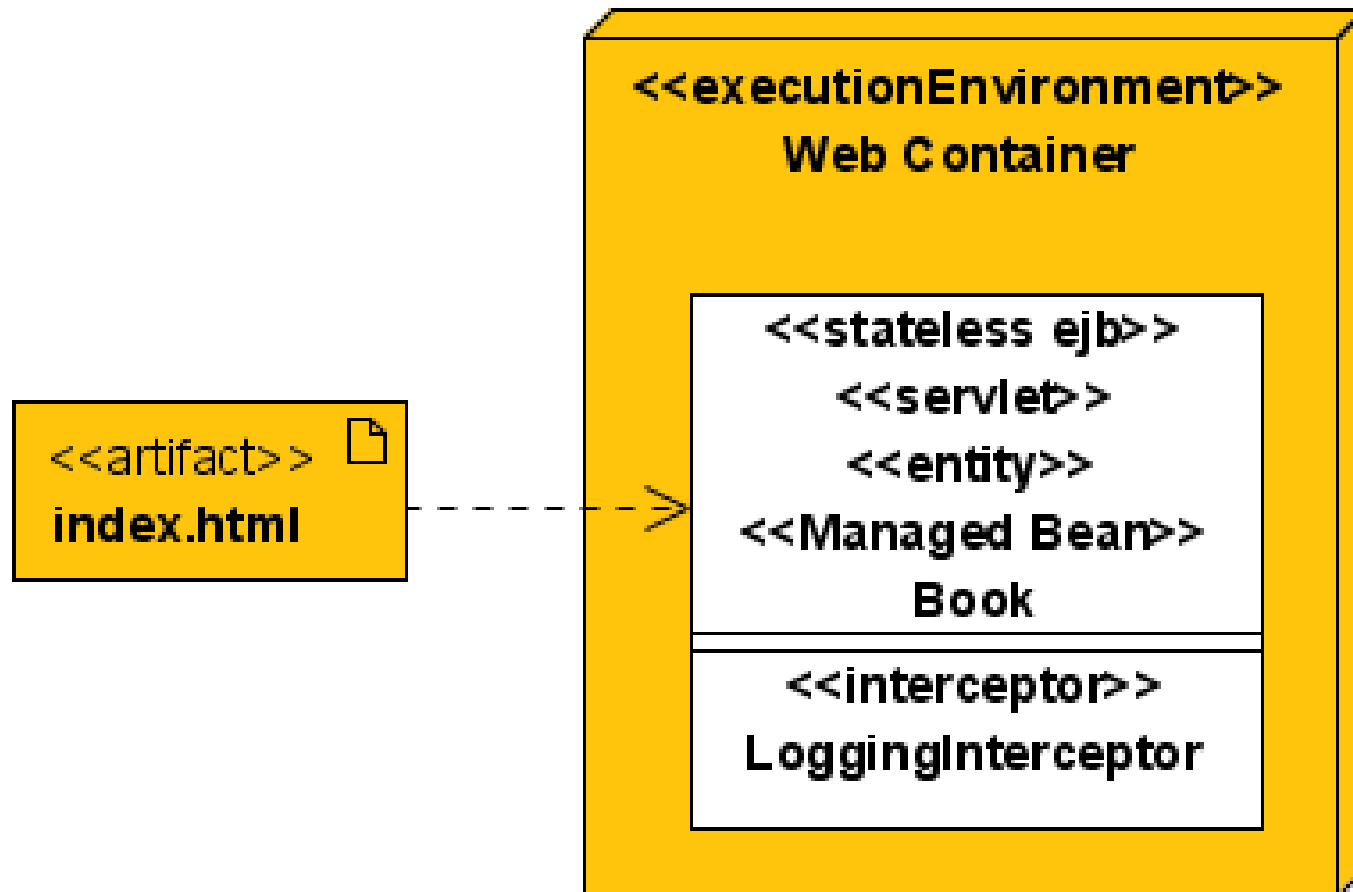 <<executionEnvironment>>
Web Container
<<stateless ejb>>
<<servlet>>
<<entity>>
<<Managed Bean>>
Book
<<interceptor>>
LoggingInterceptor
<<artifact>>
index.html